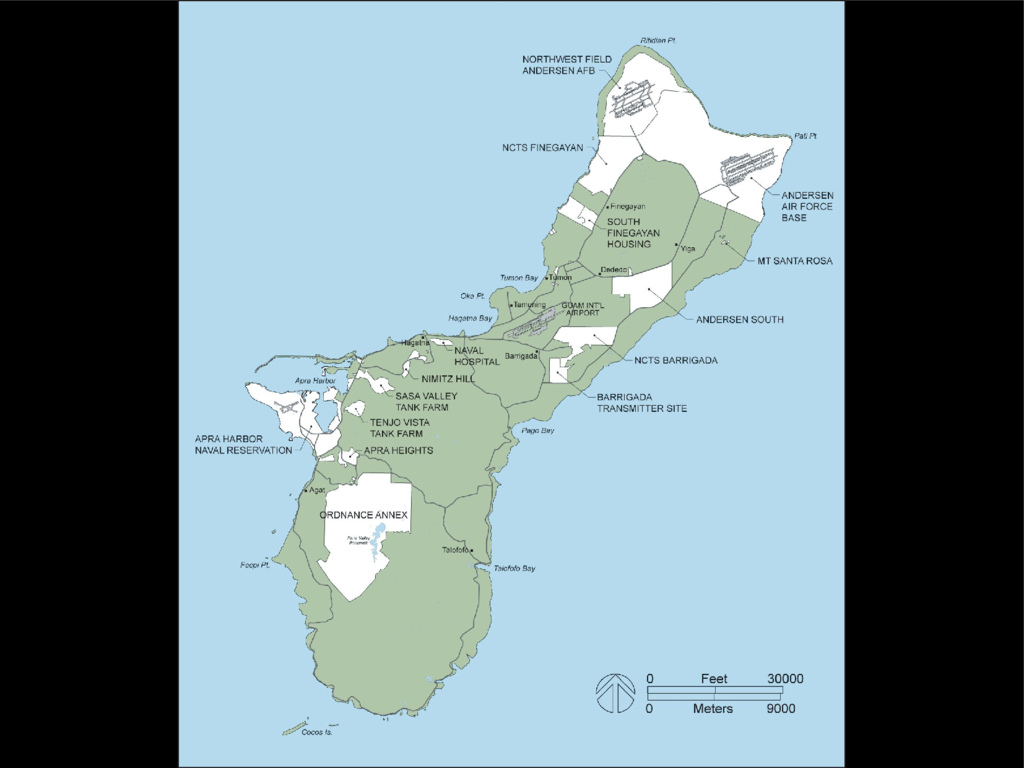 Ritidian Pt.
NORTHWEST FIELD
ANDERSEN AFB
Pati Pt.
NCTS FINEGAYAN
ANDERSEN
AIR FORCE
BASE
Finegayan
SOUTH
FINEGAYAN
HOUSING
Yiga
MT SANTA ROSA
Dededo
Tumon Bay
Tumon
Oka Pt.
Tamuning
GUAM INT'L
AIRPORT
Hagatna Bay
ANDERSEN SOUTH
Hagatna
NAVAL
HOSPITAL
Barrigada
NCTS BARRIGADA
NIMITZ HILL
Apra Harbor
SASA VALLEY
TANK FARM
BARRIGADA
TRANSMITTER SITE
TENJO VISTA
TANK FARM
Pago Bay
APRA HARBOR
NAVAL RESERVATION
APRA HEIGHTS
Agat
ORDNANCE ANNEX
Talofofo
Facpi Pt.
Talofofo Bay
0 Feet 30000
0 Meters 9000
Cocos Is.